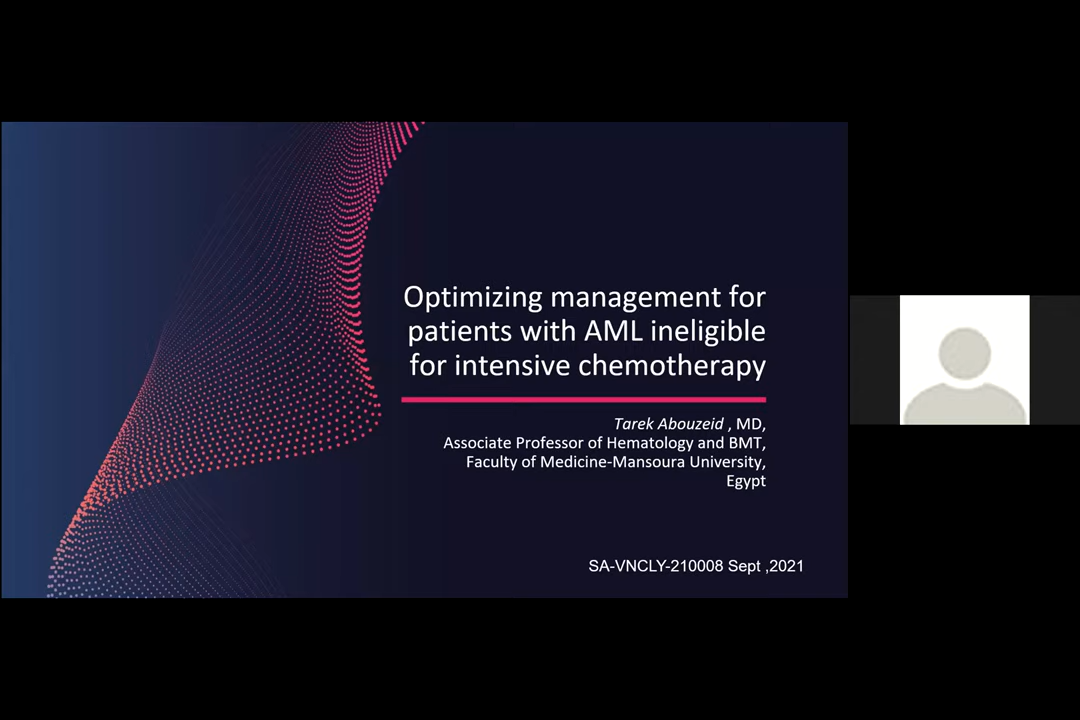 Optimizing management for
patients with AML ineligible
for intensive chemotherapy
Tarek Abouzeid , MD,
Associate Professor of Hematology and BMT,
Faculty of Medicine-Mansoura University,
Egypt
SA-VNCLY-210008 Sept ,2021